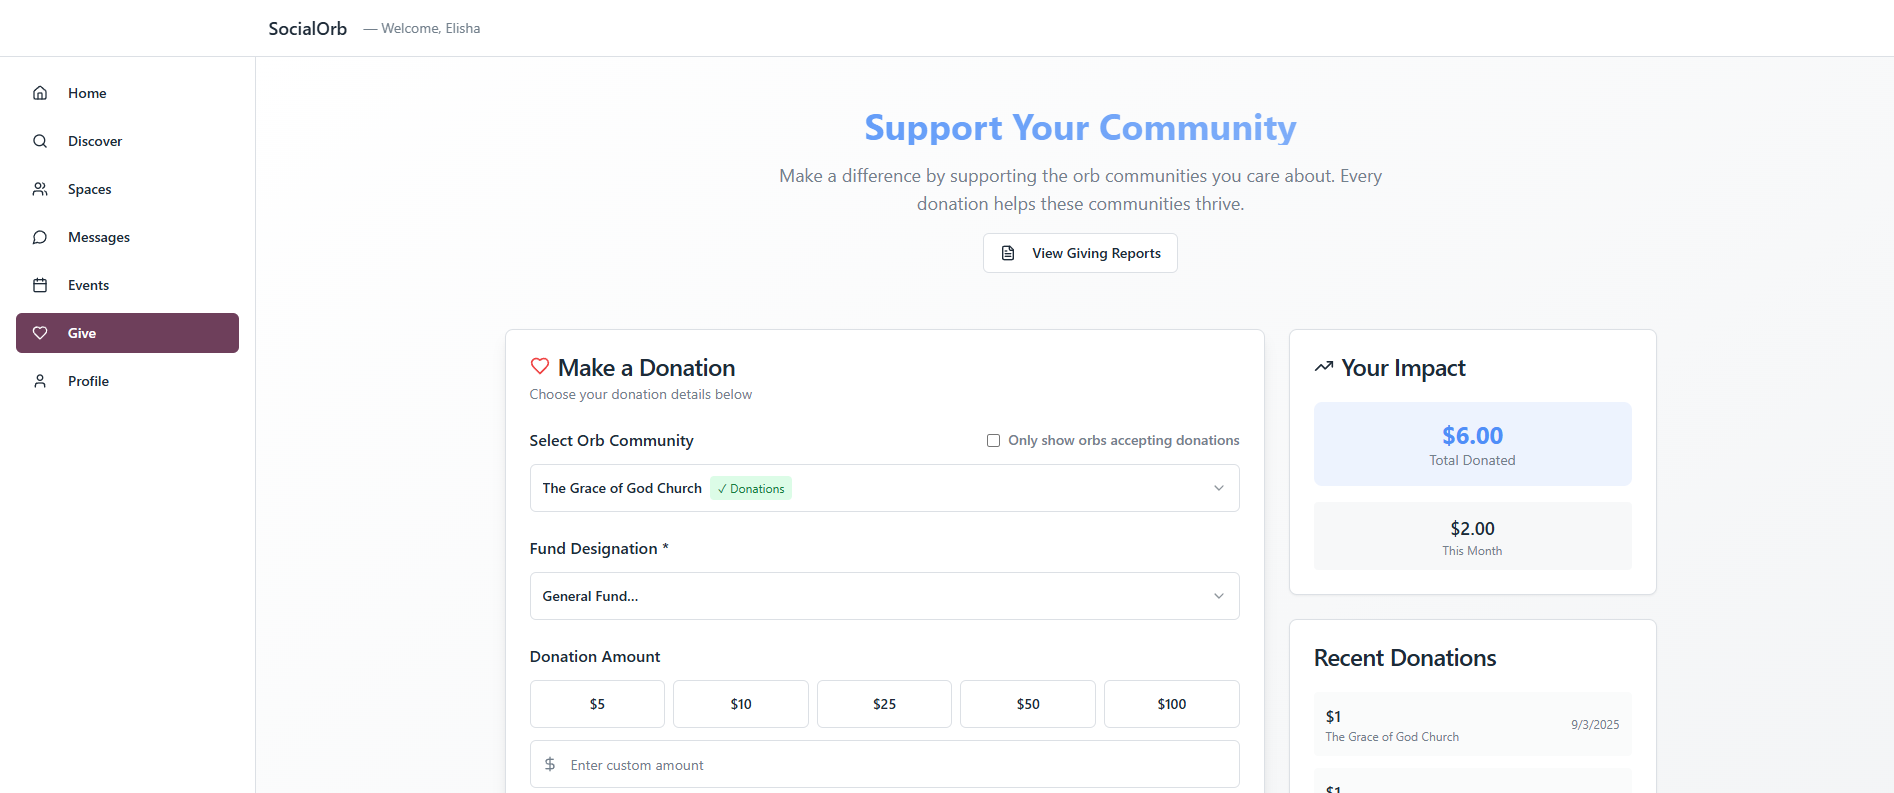 SocialOrb — Welcome, Elisha
Home
Discover
Spaces
Messages
Events
Give
Profile
Support Your Community
Make a difference by supporting the orb communities you care about. Every
donation helps these communities thrive.
View Giving Reports
Make a Donation
Choose your donation details below
Select Orb Community
Only show orbs accepting donations
The Grace of God Church ✓ Donations
Fund Designation *
General Fund...
Donation Amount
$5 $10 $25 $50 $100
$ Enter custom amount
Your Impact
$6.00
Total Donated
$2.00
This Month
Recent Donations
$1
The Grace of God Church
9/3/2025
$1